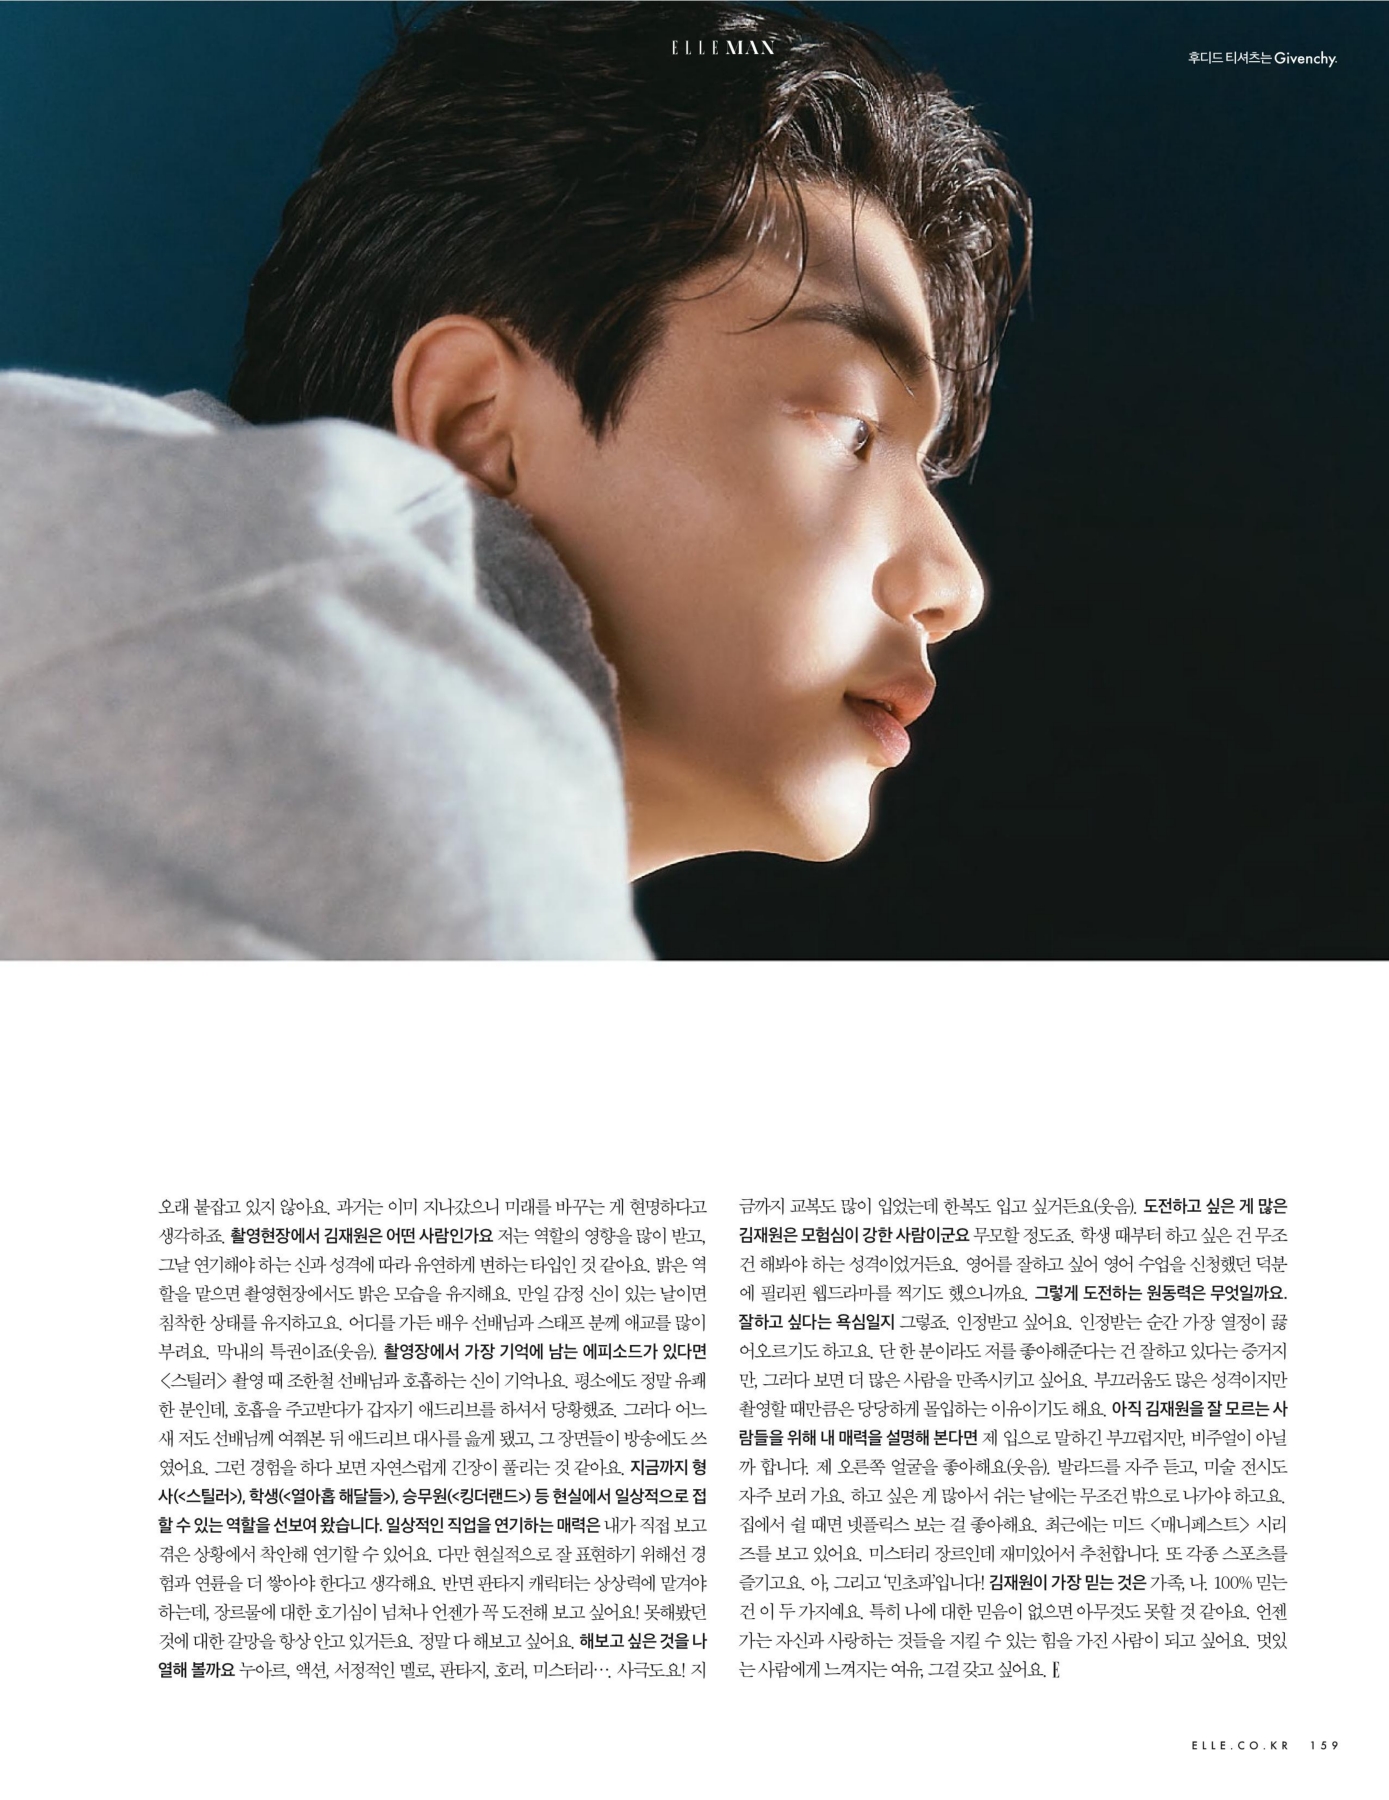 ELLE MAN
후디드 티셔츠는 Givenchy.
오래 붙잡고 있지 않아요. 과거는 이미 지나갔으니 미래를 바꾸는 게 현명하다고
생각하죠. 촬영현장에서 김재원은 어떤 사람인가요 저는 역할의 영향을 많이 받고,
그날 연기해야 하는 신과 성격에 따라 유연하게 변하는 타입인 것 같아요. 밝은 역
할을 맡으면 촬영현장에서도 밝은 모습을 유지해요. 만일 감정 신이 있는 날이면
침착한 상태를 유지하고요. 어디를 가든 배우 선배님과 스태프 분께 애교를 많이
부려요. 막내의 특권이죠(웃음). 촬영장에서 가장 기억에 남는 에피소드가 있다면
<스틸러> 촬영 때 조한철 선배님과 호흡하는 신이 기억나요. 평소에도 정말 유쾌
한 분인데, 호흡을 주고받다가 갑자기 애드리브를 하셔서 당황했죠. 그러다 어느
새 저도 선배님께 여쭤본 뒤 애드리브 대사를 읊게 됐고, 그 장면들이 방송에도 쓰
였어요. 그런 경험을 하다 보면 자연스럽게 긴장이 풀리는 것 같아요. 지금까지 형
사(<스틸러>), 학생(<열아홉 해달들>), 승무원(<킹더랜드>) 등 현실에서 일상적으로 접
할 수 있는 역할을 선보여 왔습니다. 일상적인 직업을 연기하는 매력은 내가 직접 보고
겪은 상황에서 착안해 연기할 수 있어요. 다만 현실적으로 잘 표현하기 위해선 경
험과 연륜을 더 쌓아야 한다고 생각해요. 반면 판타지 캐릭터는 상상력에 맡겨야
하는데, 장르물에 대한 호기심이 넘쳐나 언젠가 꼭 도전해 보고 싶어요! 못해봤던
것에 대한 갈망을 항상 안고 있거든요. 정말 다 해보고 싶어요. 해보고 싶은 것을 나
열해 볼까요 누아르, 액션, 서정적인 멜로, 판타지, 호러, 미스터리…. 사극도요! 지
금까지 교복도 많이 입었는데 한복도 입고 싶거든요(웃음). 도전하고 싶은 게 많은
김재원은 모험심이 강한 사람이군요 무모할 정도죠. 학생 때부터 하고 싶은 건 무조
건 해봐야 하는 성격이었거든요. 영어를 잘하고 싶어 영어 수업을 신청했던 덕분
에 필리핀 웹드라마를 찍기도 했으니까요. 그렇게 도전하는 원동력은 무엇일까요.
잘하고 싶다는 욕심일지 그렇죠. 인정받고 싶어요. 인정받는 순간 가장 열정이 끓
어오르기도 하고요. 단 한 분이라도 저를 좋아해준다는 건 잘하고 있다는 증거지
만, 그러다 보면 더 많은 사람을 만족시키고 싶어요. 부끄러움도 많은 성격이지만
촬영할 때만큼은 당당하게 몰입하는 이유이기도 해요. 아직 김재원을 잘 모르는 사
람들을 위해 내 매력을 설명해 본다면 제 입으로 말하긴 부끄럽지만, 비주얼이 아닐
까 합니다. 제 오른쪽 얼굴을 좋아해요(웃음). 발라드를 자주 듣고, 미술 전시도
자주 보러 가요. 하고 싶은 게 많아서 쉬는 날에는 무조건 밖으로 나가야 하고요.
집에서 쉴 때면 넷플릭스 보는 걸 좋아해요. 최근에는 미드 <매니페스트> 시리
즈를 보고 있어요. 미스터리 장르인데 재미있어서 추천합니다. 또 각종 스포츠를
즐기고요. 아, 그리고 ‘민초파’입니다! 김재원이 가장 믿는 것은 가족, 나. 100% 믿는
건 이 두 가지예요. 특히 나에 대한 믿음이 없으면 아무것도 못할 것 같아요. 언젠
가는 자신과 사랑하는 것들을 지킬 수 있는 힘을 가진 사람이 되고 싶어요. 멋있
는 사람에게 느껴지는 여유, 그걸 갖고 싶어요. E
ELLE.CO.KR 159